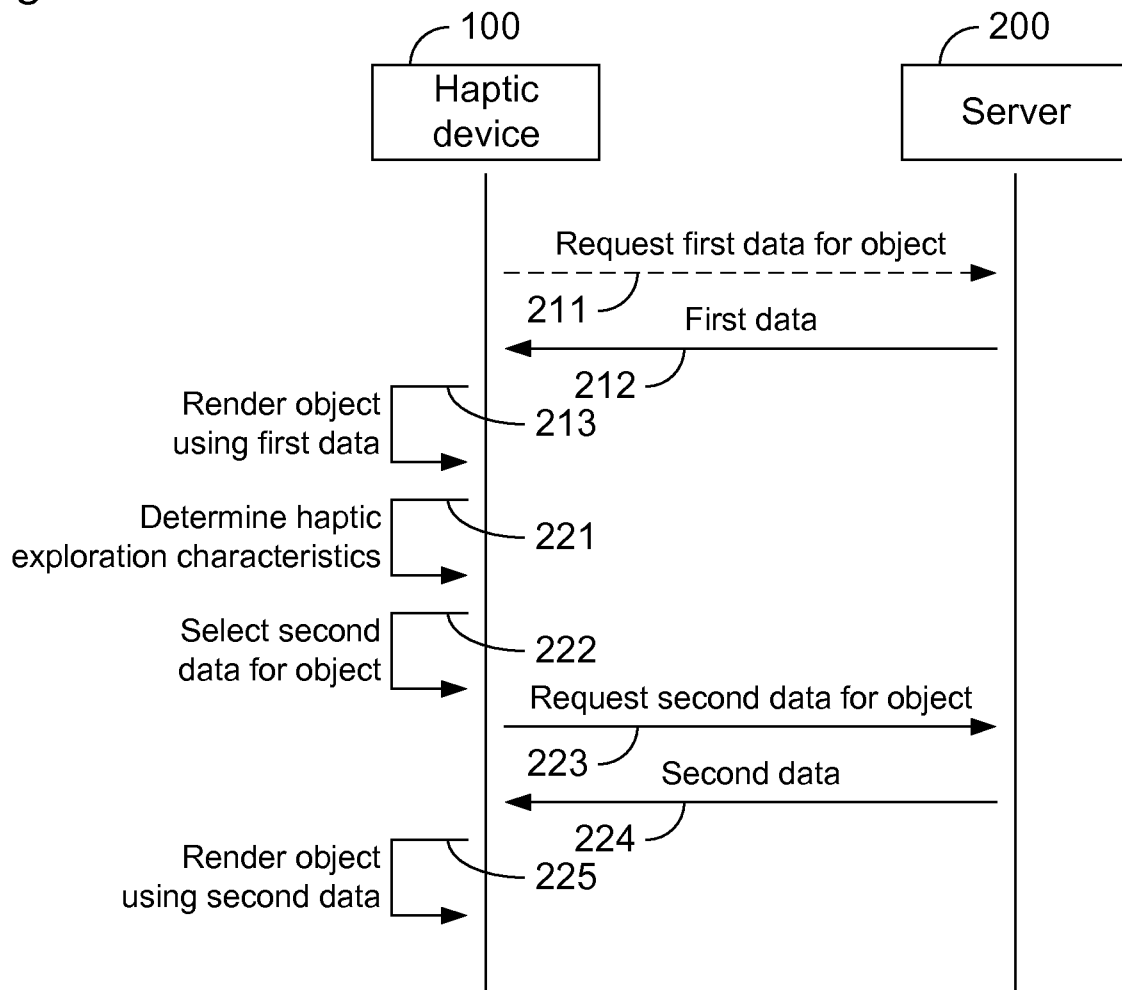 g
100
200
Haptic
device
Server
Request first data for object
211
First data
212
Render object
using first data
213
Determine haptic
exploration characteristics
221
Select second
data for object
222
Request second data for object
223
Second data
224
Render object
using second data
225